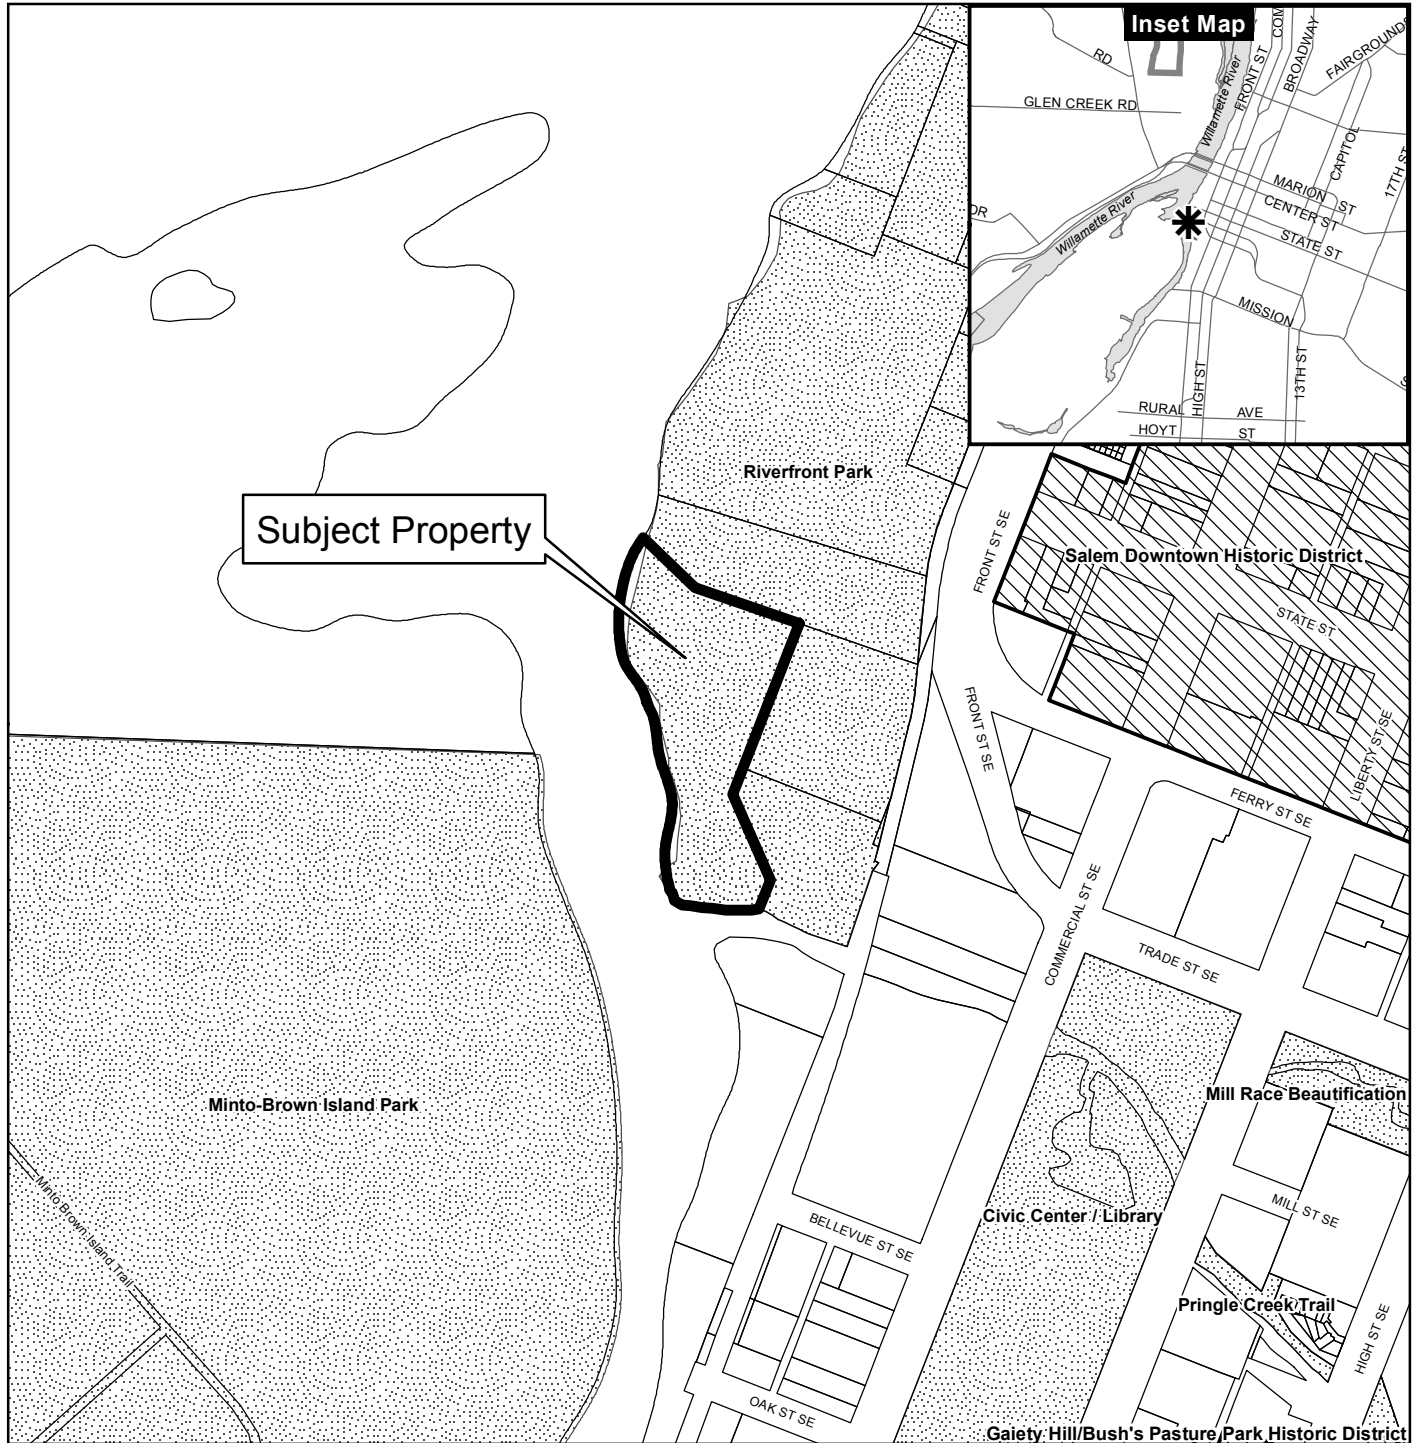 Inset Map
RD
GLEN CREEK RD
Willamette River
FRONT ST
COM
BROADWAY
FAIRGROUNDS
CAPITOL
17TH ST
MARION ST
CENTER ST
STATE ST
DR
Willamette River
MISSION
HIGH ST
13TH ST
S
RURAL AVE
HOYT ST
Riverfront Park
Subject Property
FRONT ST SE
Salem Downtown Historic District
STATE ST
FRONT ST SE
LIBERTY ST SE
FERRY ST SE
COMMERCIAL ST SE
TRADE ST SE
Minto-Brown Island Park
Mill Race Beautification
Minto Brown Island Trail
Civic Center / Library
MILL ST SE
BELLEVUE ST SE
Pringle Creek Trail
HIGH ST SE
OAK ST SE
Gaiety Hill/Bush's Pasture Park Historic District